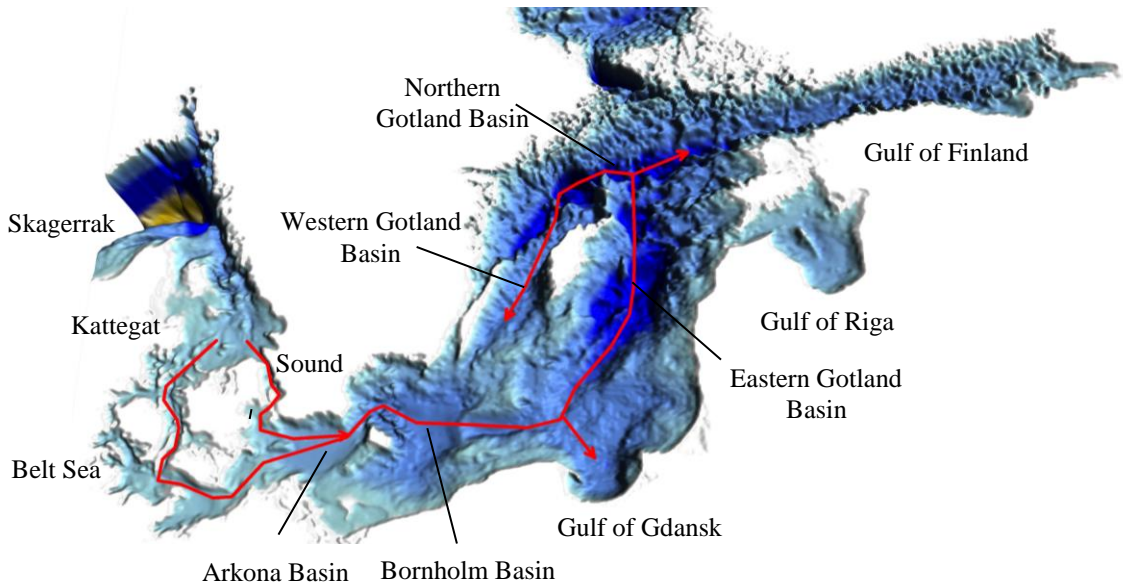 Northern
Gotland Basin
Gulf of Finland
Skagerrak
Western Gotland
Basin
Kattegat
Gulf of Riga
Sound
Eastern Gotland
Basin
Belt Sea
Gulf of Gdansk
Arkona Basin
Bornholm Basin